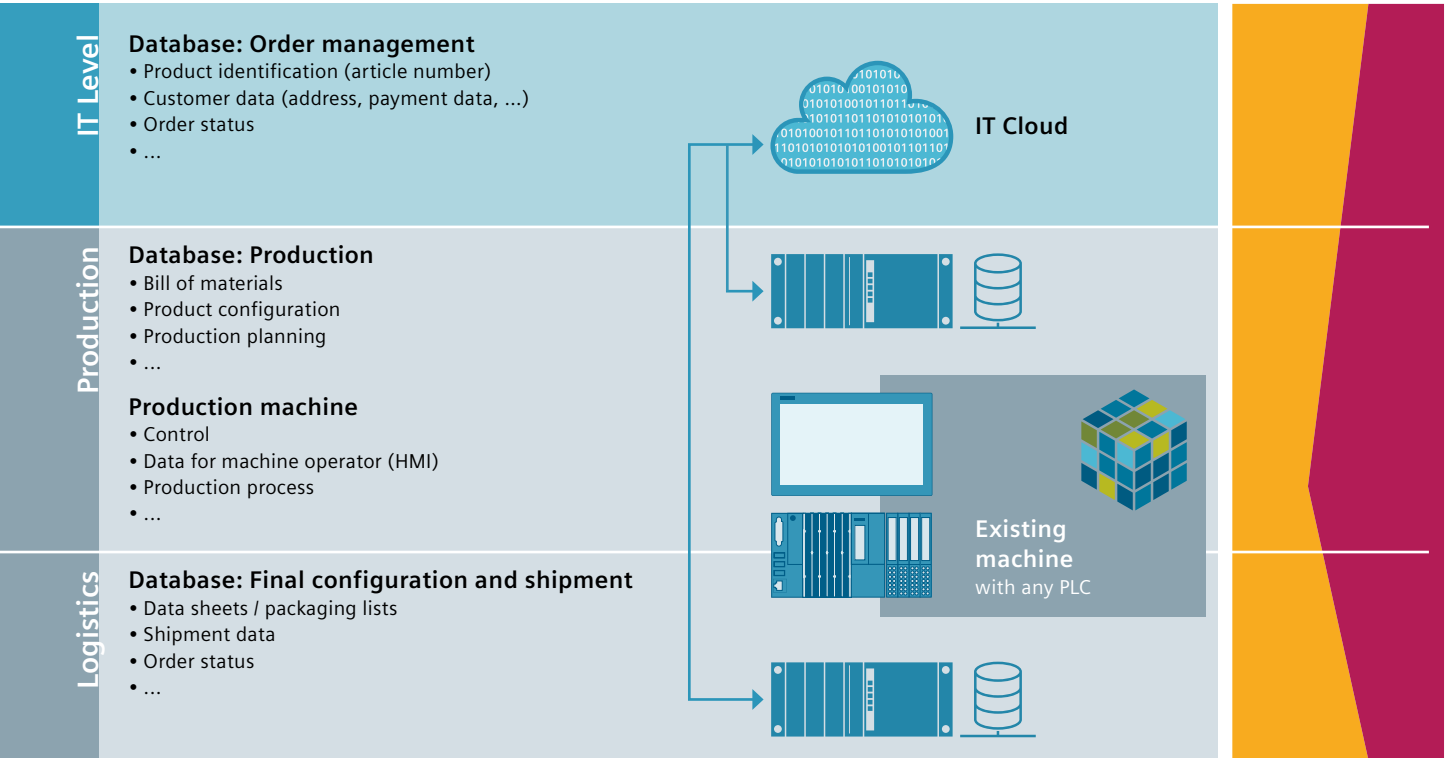 IT Level
Database: Order management
• Product identification (article number)
• Customer data (address, payment data, ...)
• Order status
• ...
IT Cloud
Production
Database: Production
• Bill of materials
• Product configuration
• Production planning
• ...
Production machine
• Control
• Data for machine operator (HMI)
• Production process
• ...
Existing
machine
with any PLC
Logistics
Database: Final configuration and shipment
• Data sheets / packaging lists
• Shipment data
• Order status
• ...